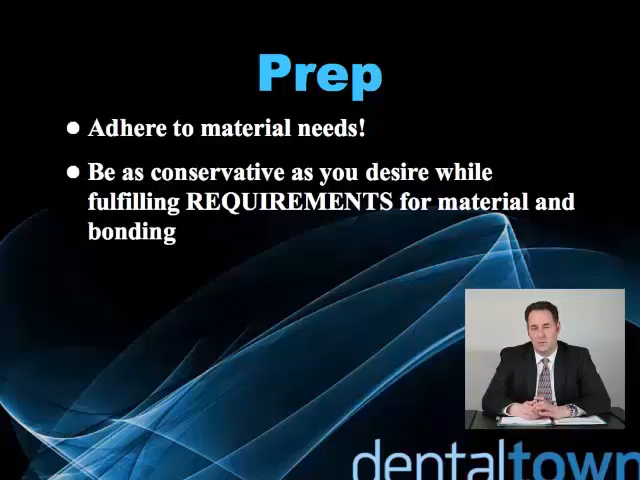 Prep
● Adhere to material needs!
● Be as conservative as you desire while
fulfilling REQUIREMENTS for material and
bonding
dentaltown